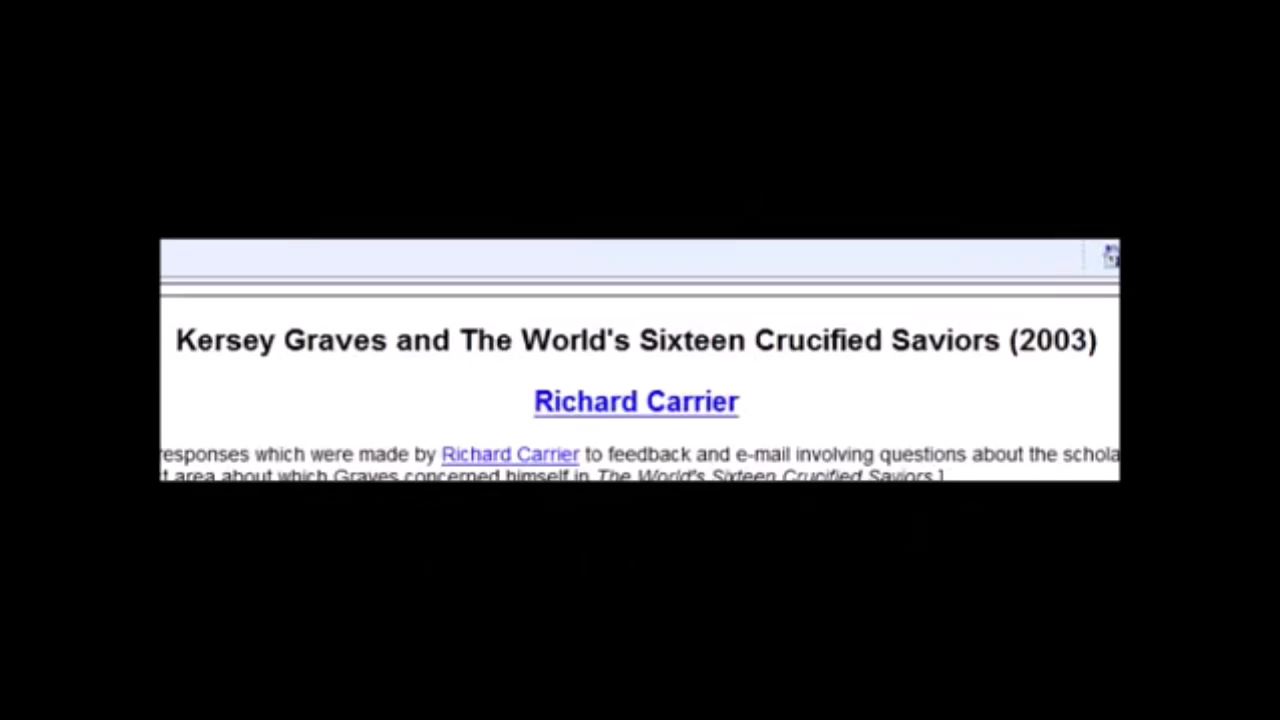 Kersey Graves and The World's Sixteen Crucified Saviors (2003)
Richard Carrier
responses which were made by Richard Carrier to feedback and e-mail involving questions about the schola
t area about which Graves concerned himself in The World's Sixteen Crucified Saviors.]